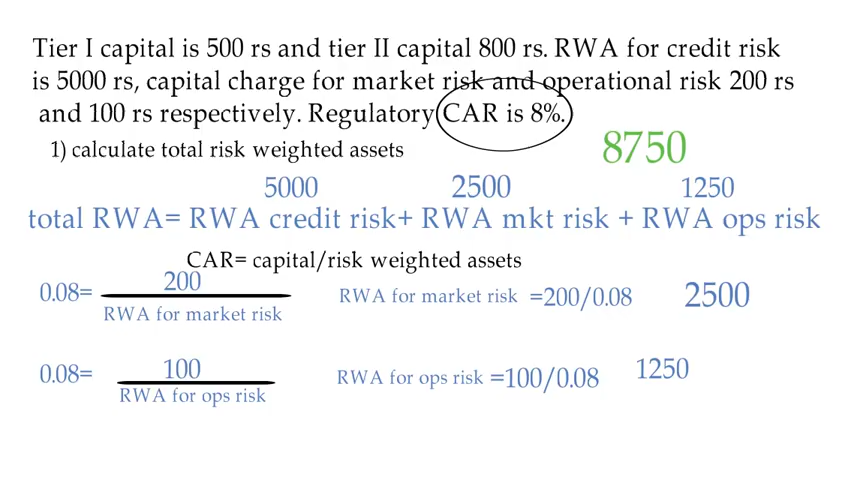 Tier I capital is 500 rs and tier II capital 800 rs. RWA for credit risk
is 5000 rs, capital charge for market risk and operational risk 200 rs
and 100 rs respectively. Regulatory CAR is 8%.
1) calculate total risk weighted assets
8750
5000 2500 1250
total RWA= RWA credit risk+ RWA mkt risk + RWA ops risk
CAR= capital/risk weighted assets
0.08= 200
RWA for market risk
RWA for market risk =200/0.08 2500
0.08= 100
RWA for ops risk
RWA for ops risk =100/0.08 1250